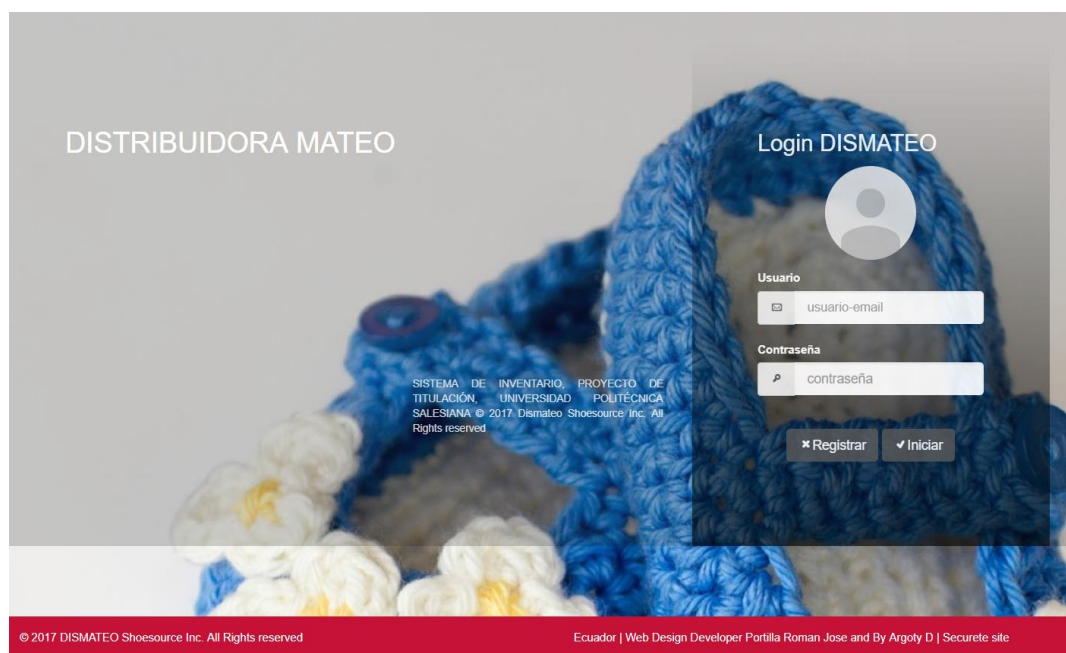 DISTRIBUIDORA MATEO
SISTEMA DE INVENTARIO, PROYECTO DE
TITULACIÓN, UNIVERSIDAD POLITÉCNICA
SALESIANA © 2017 Dismateo Shoesource Inc. All
Rights reserved
Login DISMATEO
Usuario
usuario-email
Contraseña
contraseña
Registrar
Iniciar
© 2017 DISMATEO Shoesource Inc. All Rights reserved
Ecuador | Web Design Developer Portilla Roman Jose and By Argoty D | Securete site